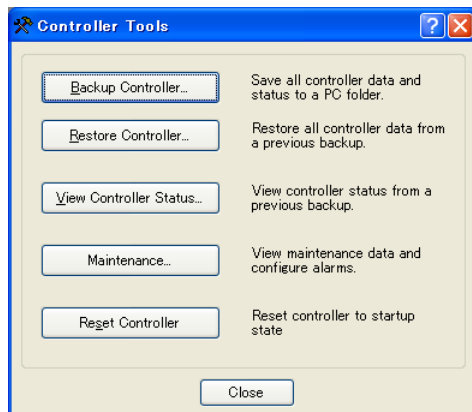 Controller Tools
Backup Controller...
Save all controller data and
status to a PC folder.
Restore Controller...
Restore all controller data from
a previous backup.
View Controller Status...
View controller status from a
previous backup.
Maintenance...
View maintenance data and
configure alarms.
Reset Controller
Reset controller to startup
state
Close